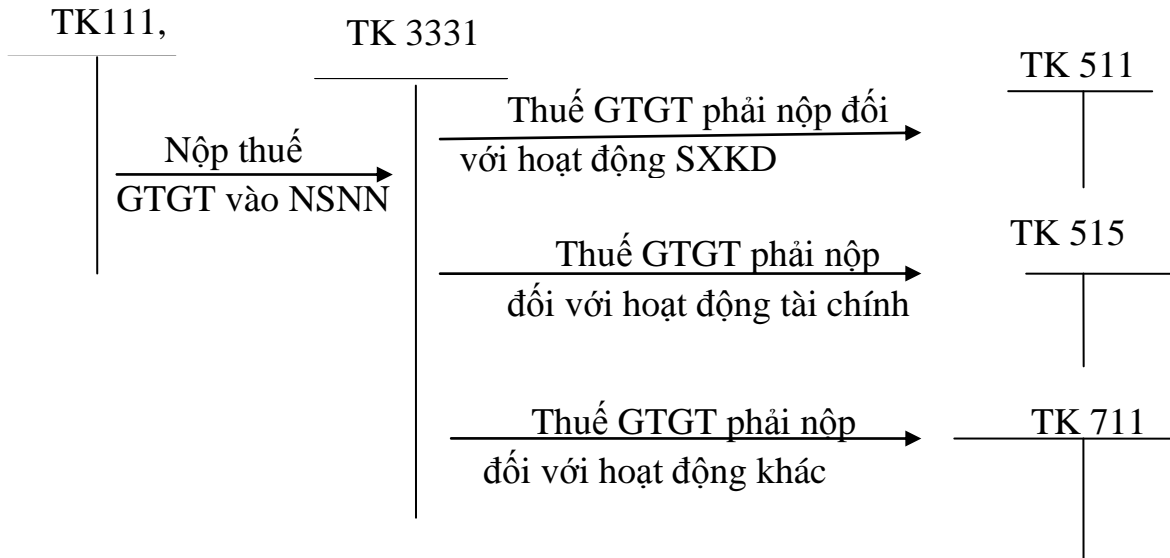 TK111,
TK 3331
TK 511
Thuế GTGT phải nộp đối
với hoạt động SXKD
Nộp thuế
GTGT vào NSNN
TK 515
Thuế GTGT phải nộp
đối với hoạt động tài chính
TK 711
Thuế GTGT phải nộp
đối với hoạt động khác